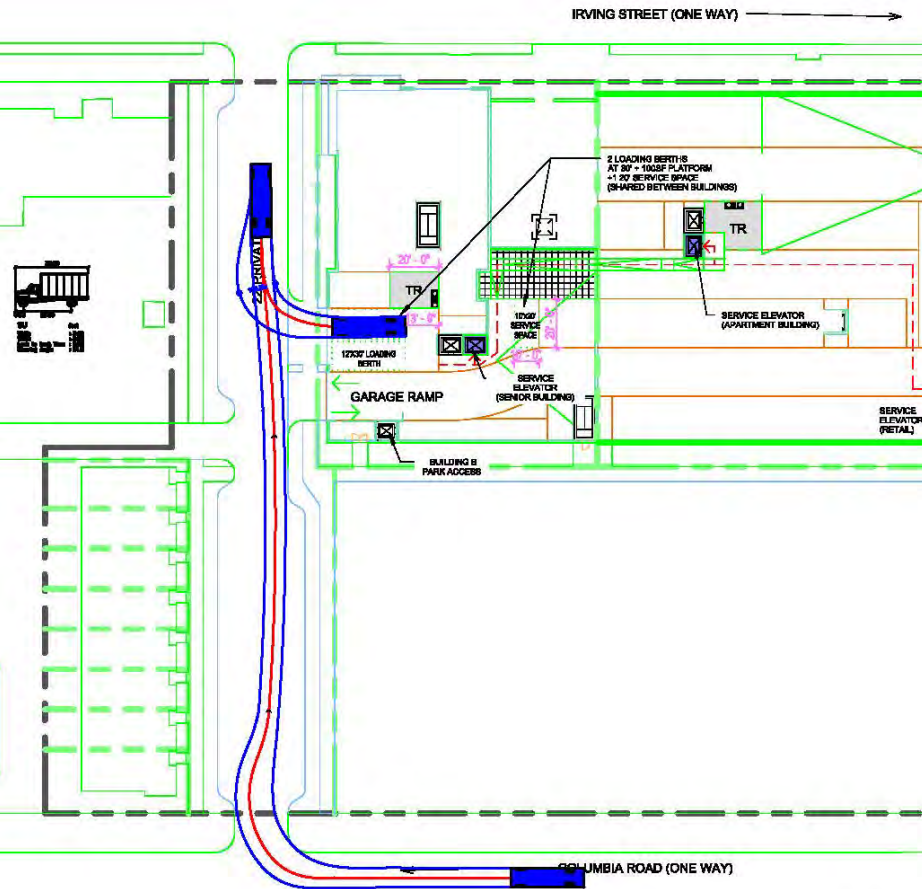 IRVING STREET (ONE WAY)
2 LOADING BERTHS
AT 30' + 100SF PLATFORM
+1 20' SERVICE SPACE
(SHARED BETWEEN BUILDINGS)
TR
20' - 0"
TR
SERVICE ELEVATOR
(APARTMENT BUILDING)
10'X20'
SERVICE
SPACE
12'X30' LOADING
BERTH
SERVICE
ELEVATOR
(SENIOR BUILDING)
GARAGE RAMP
SERVICE
ELEVATOR
(RETAIL)
BUILDING B
PARK ACCESS
COLUMBIA ROAD (ONE WAY)